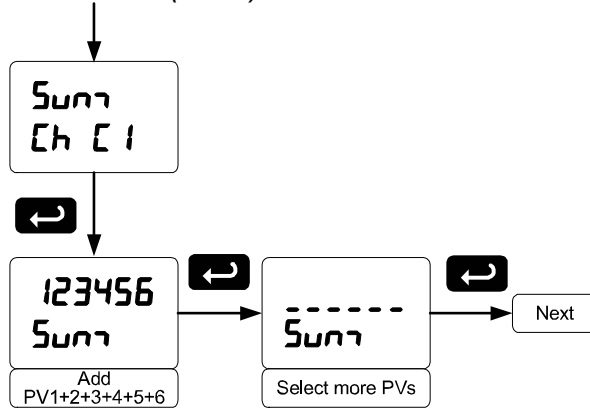 Sum
Ch C1
123456
Sum
Add
PV1+2+3+4+5+6
_ _ _ _ _ _
Sum
Select more PVs
Next